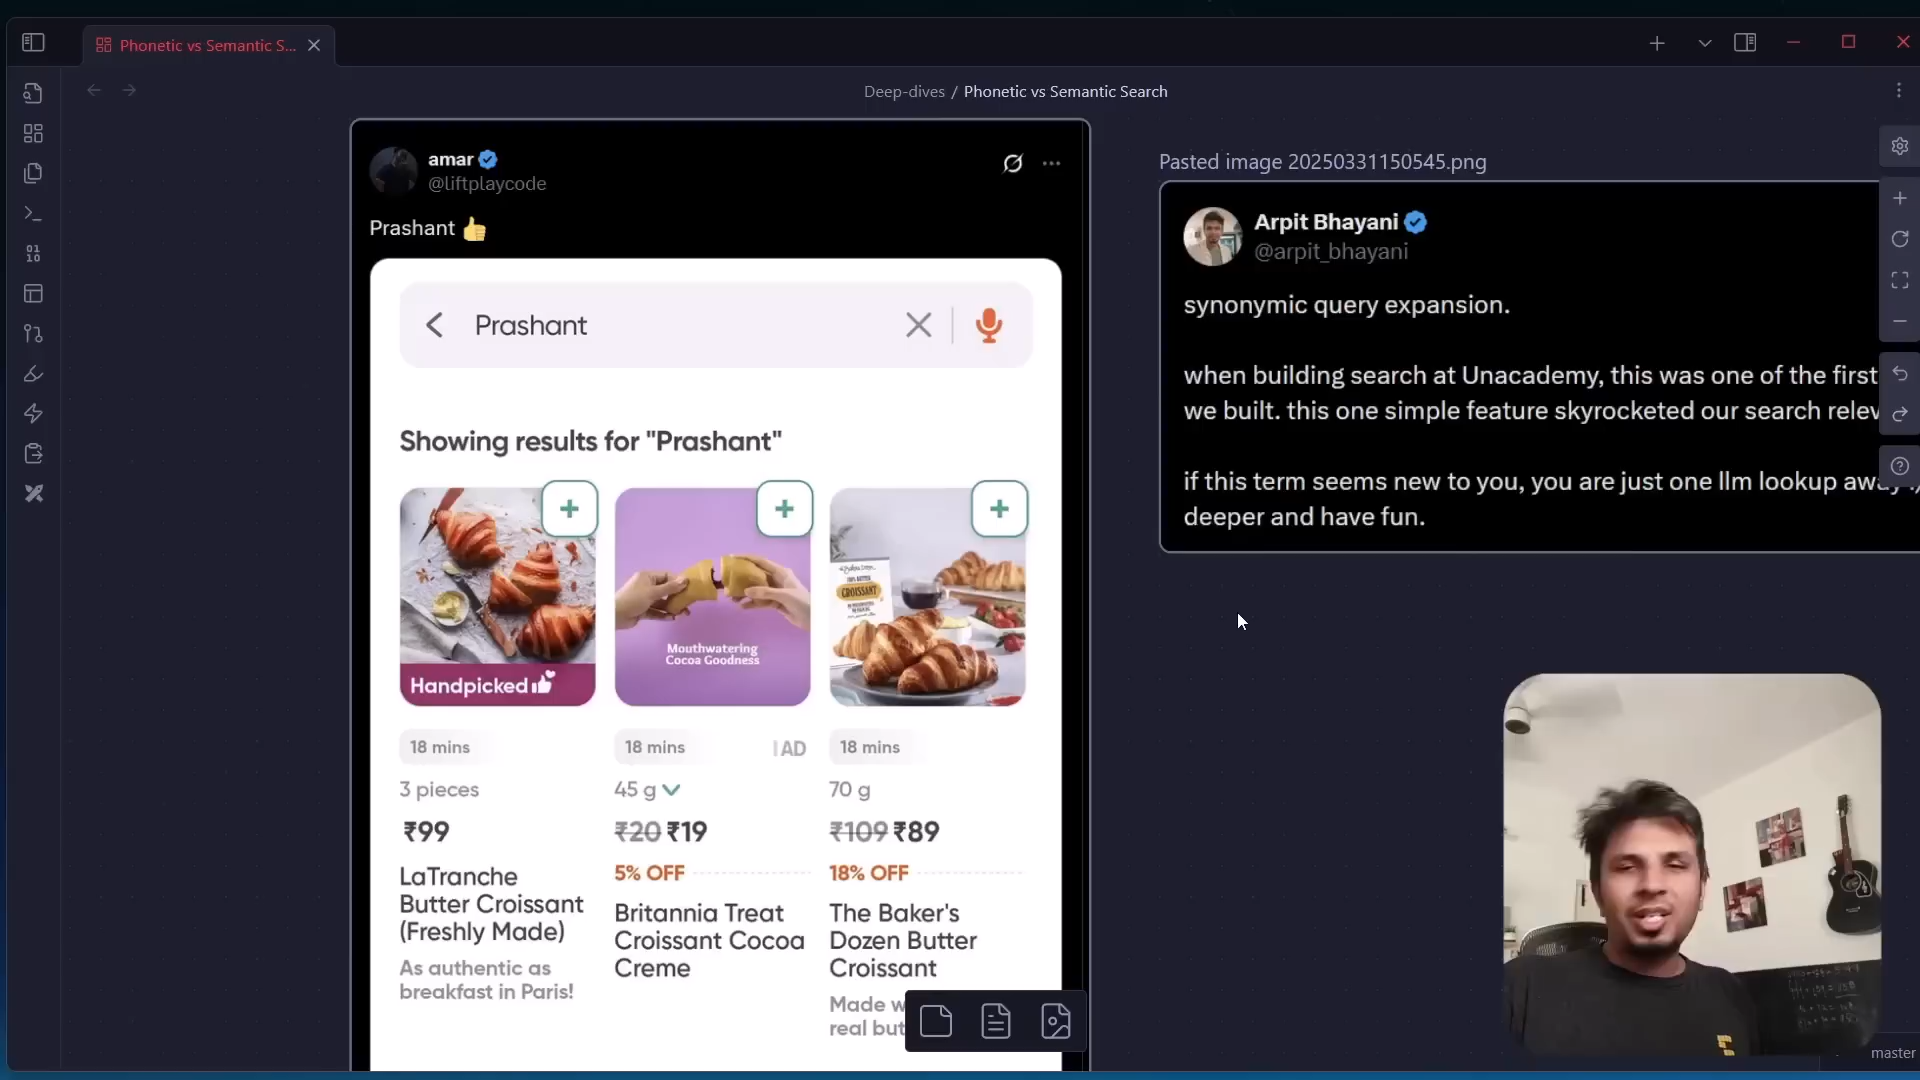 Phonetic vs Semantic S...
Deep-dives / Phonetic vs Semantic Search
amar
@liftplaycode
Prashant 👍
Prashant
Showing results for "Prashant"
Handpicked
Mouthwatering
Cocoa Goodness
CROISSANT
18 mins
18 mins
AD
18 mins
3 pieces
45 g
70 g
₹99
₹20 ₹19
₹109 ₹89
5% OFF
18% OFF
LaTranche
Butter Croissant
(Freshly Made)
As authentic as
breakfast in Paris!
Britannia Treat
Croissant Cocoa
Creme
The Baker's
Dozen Butter
Croissant
Made w
real but
Pasted image 20250331150545.png
Arpit Bhayani
@arpit_bhayani
synonymic query expansion.
when building search at Unacademy, this was one of the first
we built. this one simple feature skyrocketed our search relev
if this term seems new to you, you are just one llm lookup away
deeper and have fun.
master